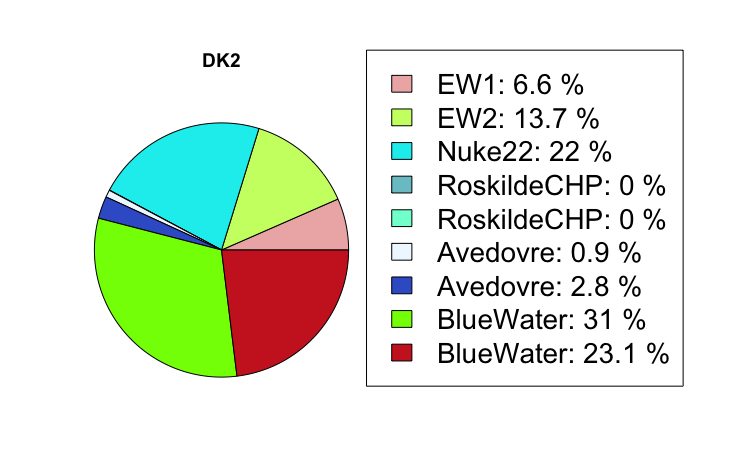 DK2
EW1: 6.6 %
EW2: 13.7 %
Nuke22: 22 %
RoskildeCHP: 0 %
RoskildeCHP: 0 %
Avedovre: 0.9 %
Avedovre: 2.8 %
BlueWater: 31 %
BlueWater: 23.1 %